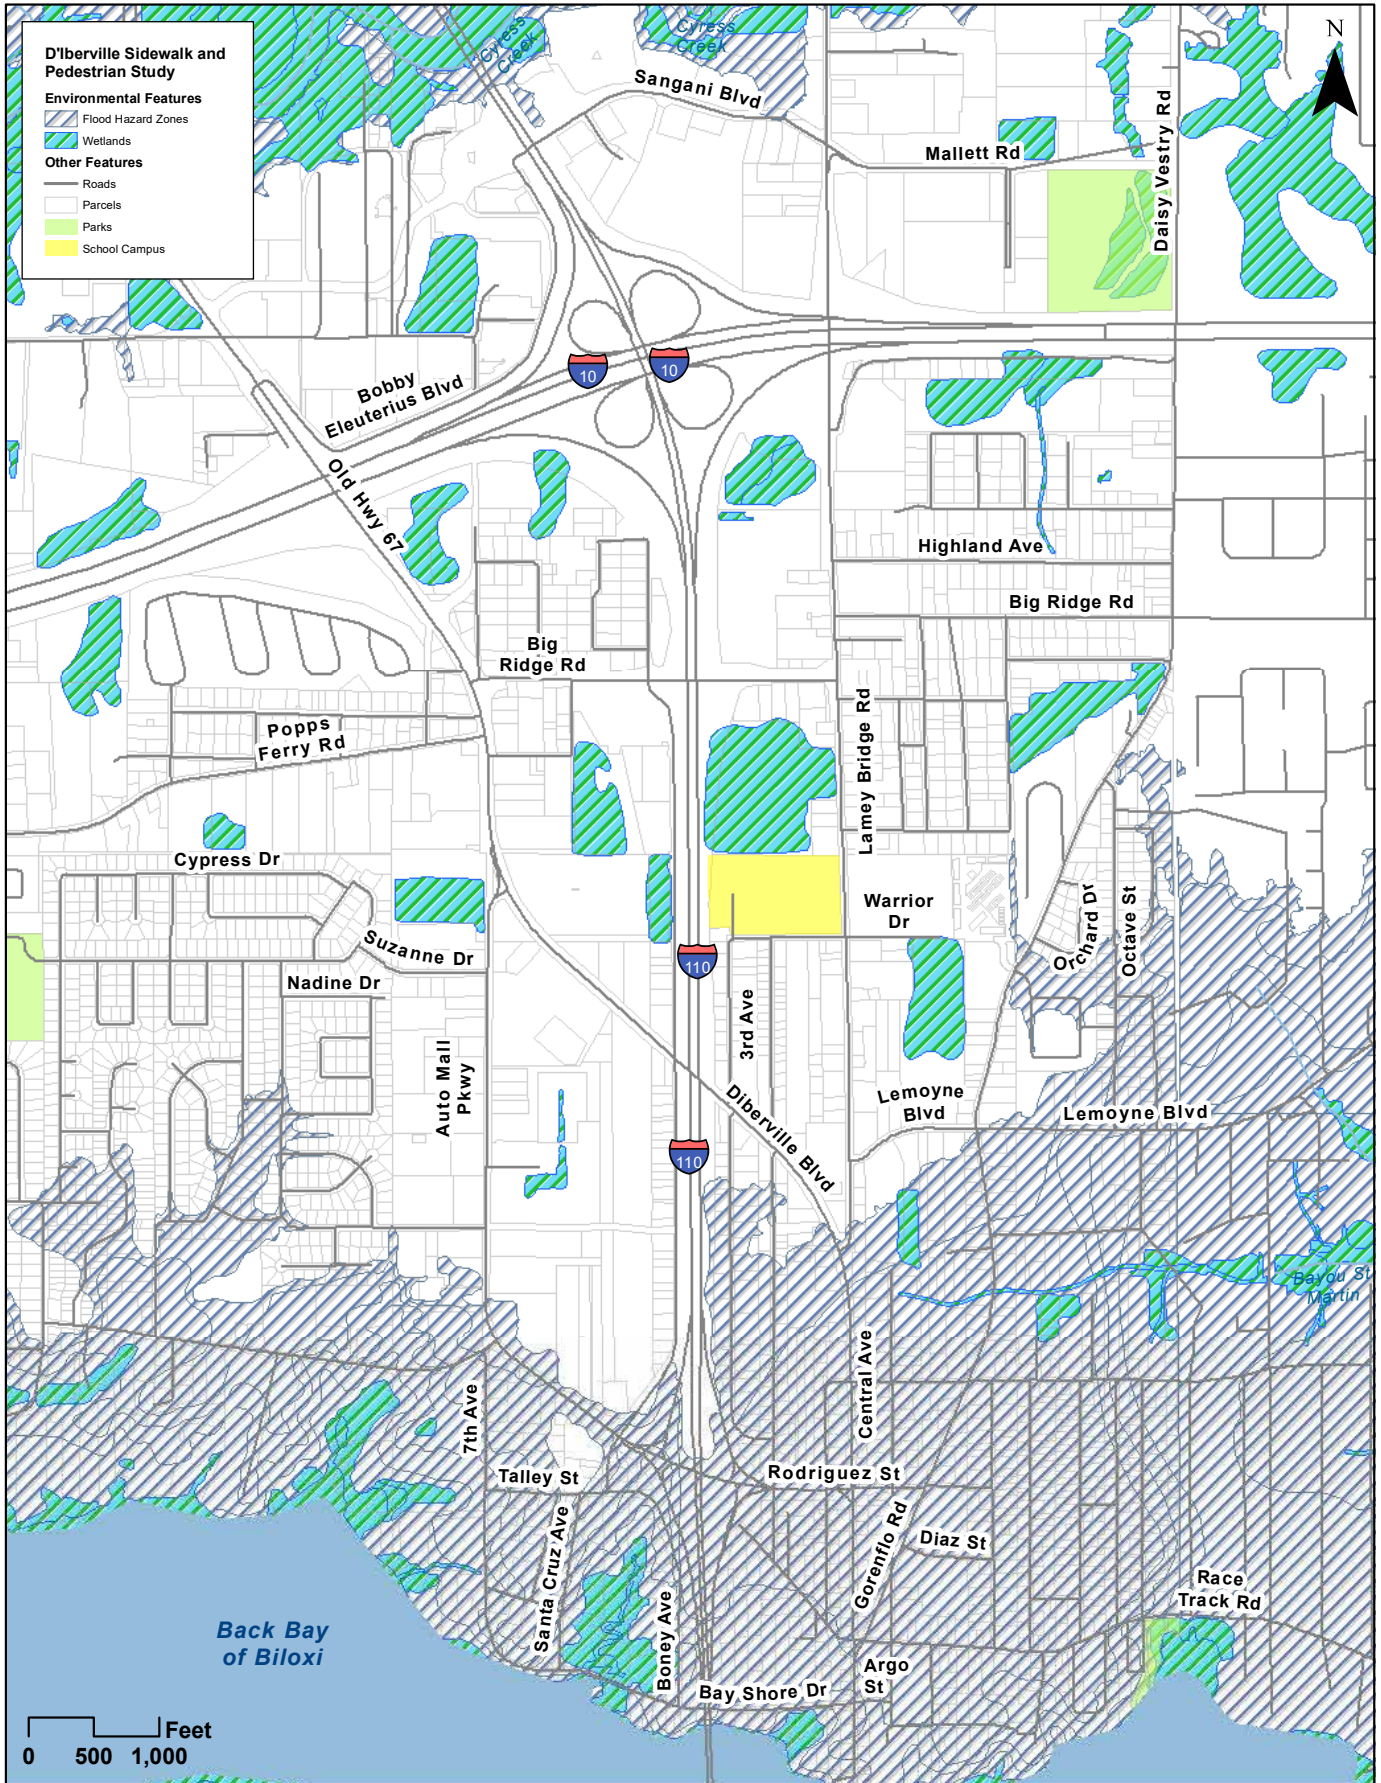 D'Iberville Sidewalk and
Pedestrian Study
Environmental Features
Flood Hazard Zones
Wetlands
Other Features
Roads
Parcels
Parks
School Campus
Cyress
Creek
Cyress
Creek
N
Sangani Blvd
Mallett Rd
Daisy Vestry Rd
10
10
Bobby
Eleuterius Blvd
Old Hwy 67
Highland Ave
Big Ridge Rd
Big
Ridge Rd
Popps
Ferry Rd
Lamey Bridge Rd
Cypress Dr
Warrior
Dr
Orchard Dr
Octave St
Suzanne Dr
Nadine Dr
110
3rd Ave
Auto Mall
Pkwy
Diberville Blvd
Lemoyne
Blvd
Lemoyne Blvd
110
Bayou St
Martin
Central Ave
7th Ave
Talley St
Rodriguez St
Santa Cruz Ave
Gorenflo Rd
Diaz St
Race
Track Rd
Boney Ave
Back Bay
of Biloxi
Argo
St
Bay Shore Dr
Feet
0 500 1,000